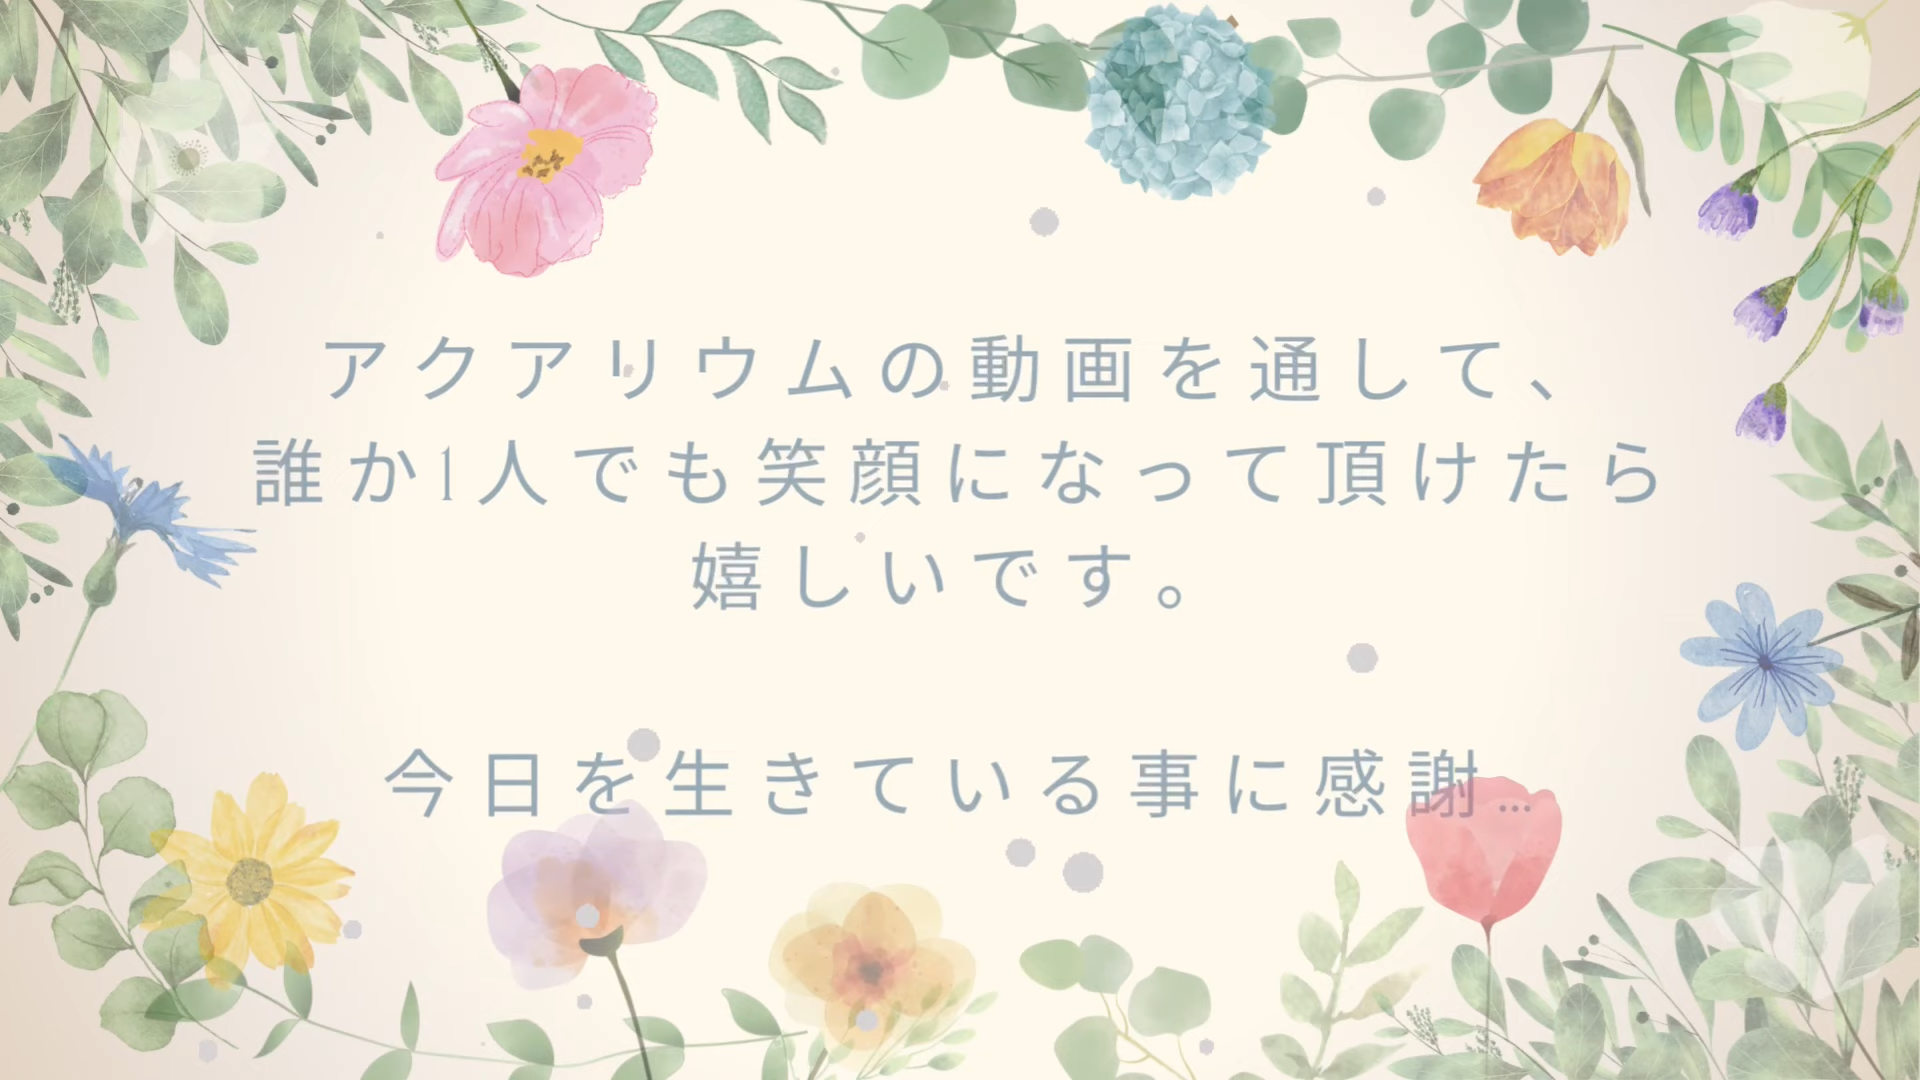 アクアリウムの動画を通して、
誰か1人でも笑顔になって頂けたら
嬉しいです。
今日を生きている事に感謝…